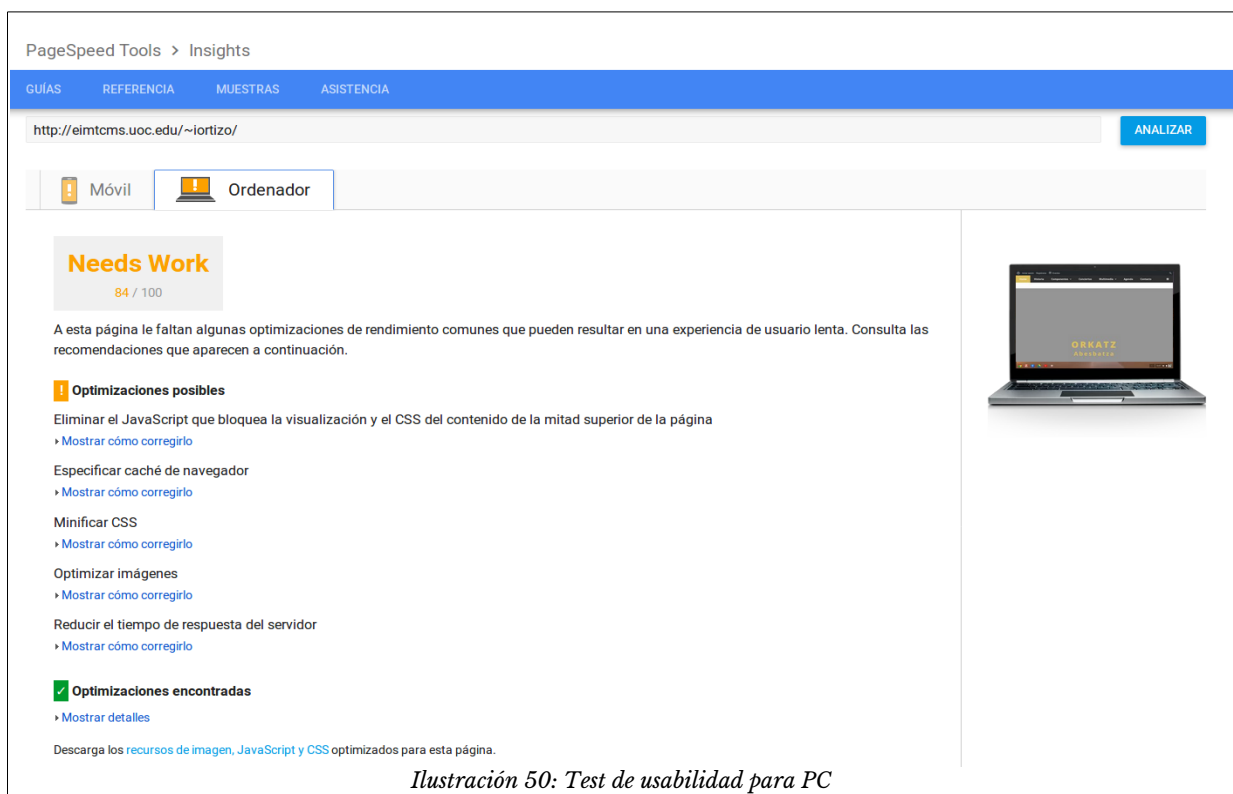 PageSpeed Tools > Insights
GUÍAS REFERENCIA MUESTRAS ASISTENCIA
http://eimtcms.uoc.edu/~iortizo/ ANALIZAR
Móvil Ordenador
Needs Work
84 / 100
A esta página le faltan algunas optimizaciones de rendimiento comunes que pueden resultar en una experiencia de usuario lenta. Consulta las
recomendaciones que aparecen a continuación.
ORKATZ
Abesbatza
! Optimizaciones posibles
Eliminar el JavaScript que bloquea la visualización y el CSS del contenido de la mitad superior de la página
Mostrar cómo corregirlo
Especificar caché de navegador
Mostrar cómo corregirlo
Minificar CSS
Mostrar cómo corregirlo
Optimizar imágenes
Mostrar cómo corregirlo
Reducir el tiempo de respuesta del servidor
Mostrar cómo corregirlo
✓ Optimizaciones encontradas
Mostrar detalles
Descarga los recursos de imagen, JavaScript y CSS optimizados para esta página.
Ilustración 50: Test de usabilidad para PC